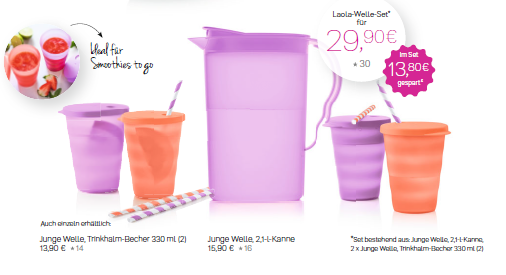 Laola-Welle-Set*
für
29,90€
★ 30
Im Set
13,80€
gespart*
Ideal für
Smoothies to go
Auch einzeln erhältlich:
Junge Welle, Trinkhalm-Becher 330 ml (2)
13,90 € ★ 14
Junge Welle, 2,1-l-Kanne
15,90 € ★ 16
*Set bestehend aus: Junge Welle, 2,1-l-Kanne,
2 x Junge Welle, Trinkhalm-Becher 330 ml (2)